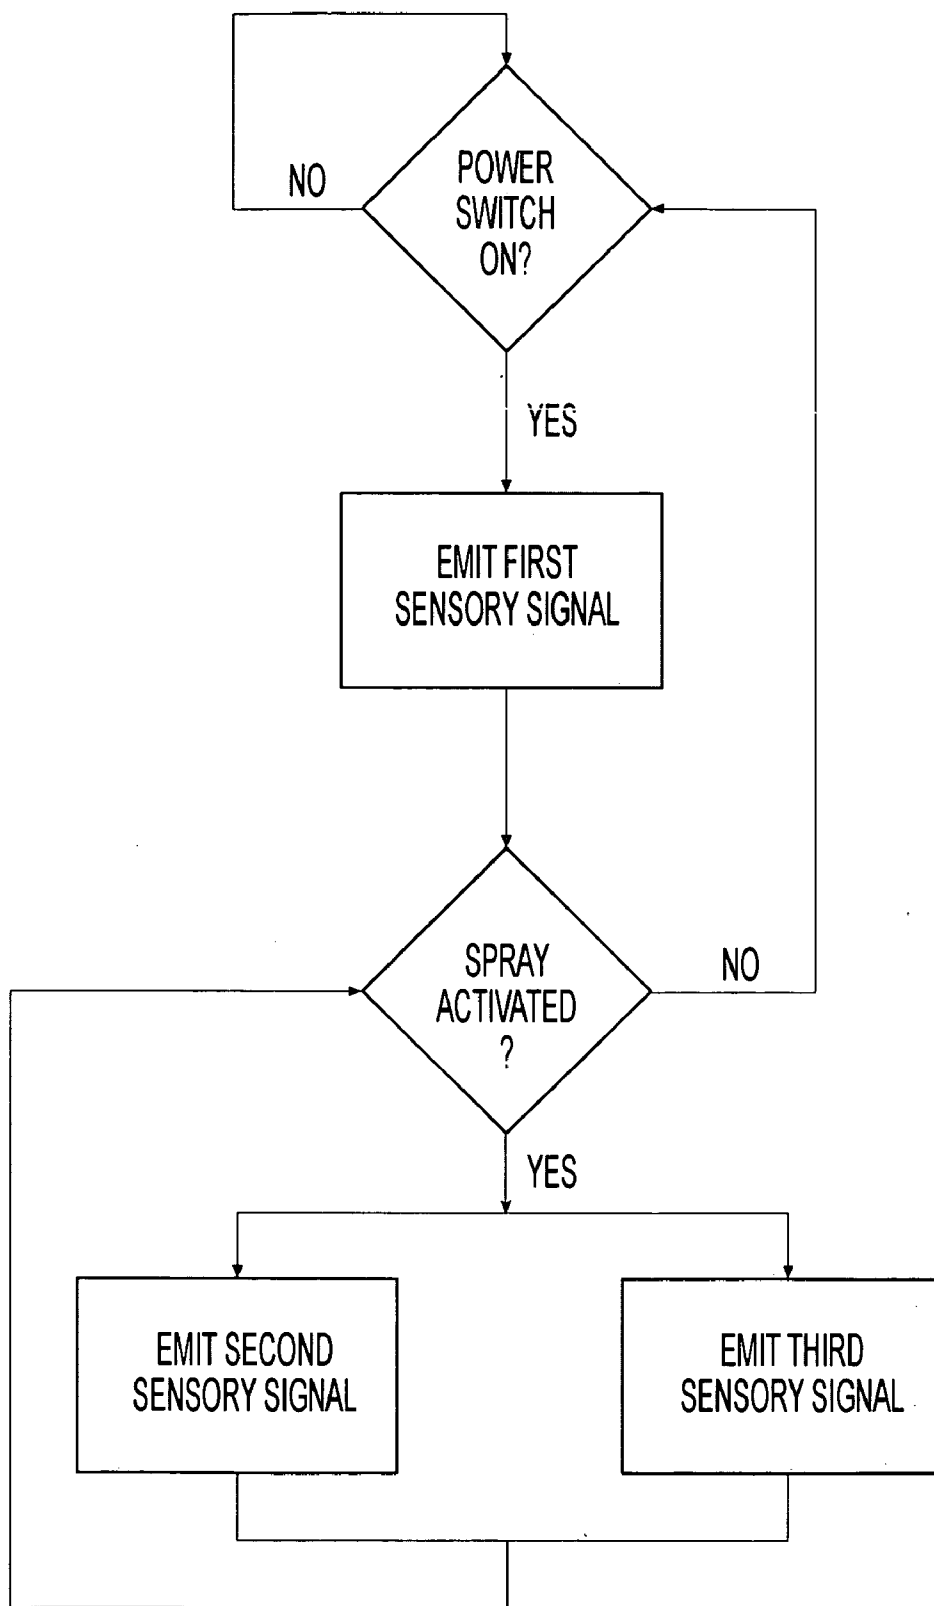 NO
POWER
SWITCH
ON?
YES
EMIT FIRST
SENSORY SIGNAL
SPRAY
ACTIVATED
?
NO
YES
EMIT SECOND
SENSORY SIGNAL
EMIT THIRD
SENSORY SIGNAL